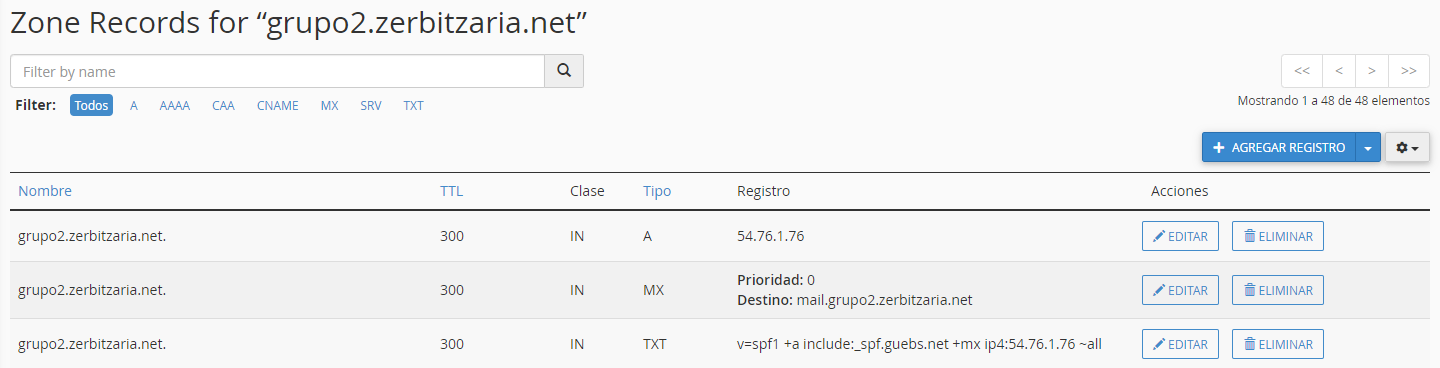 Zone Records for “grupo2.zerbitzaria.net”
Filter by name
<< < > >>
Filter: Todos A AAAA CAA CNAME MX SRV TXT
Mostrando 1 a 48 de 48 elementos
AGREGAR REGISTRO
Nombre TTL Clase Tipo Registro Acciones
grupo2.zerbitzaria.net. 300 IN A 54.76.1.76 EDITAR ELIMINAR
grupo2.zerbitzaria.net. 300 IN MX Prioridad: 0
Destino: mail.grupo2.zerbitzaria.net EDITAR ELIMINAR
grupo2.zerbitzaria.net. 300 IN TXT v=spf1 +a include:_spf.guebs.net +mx ip4:54.76.1.76 ~all EDITAR ELIMINAR